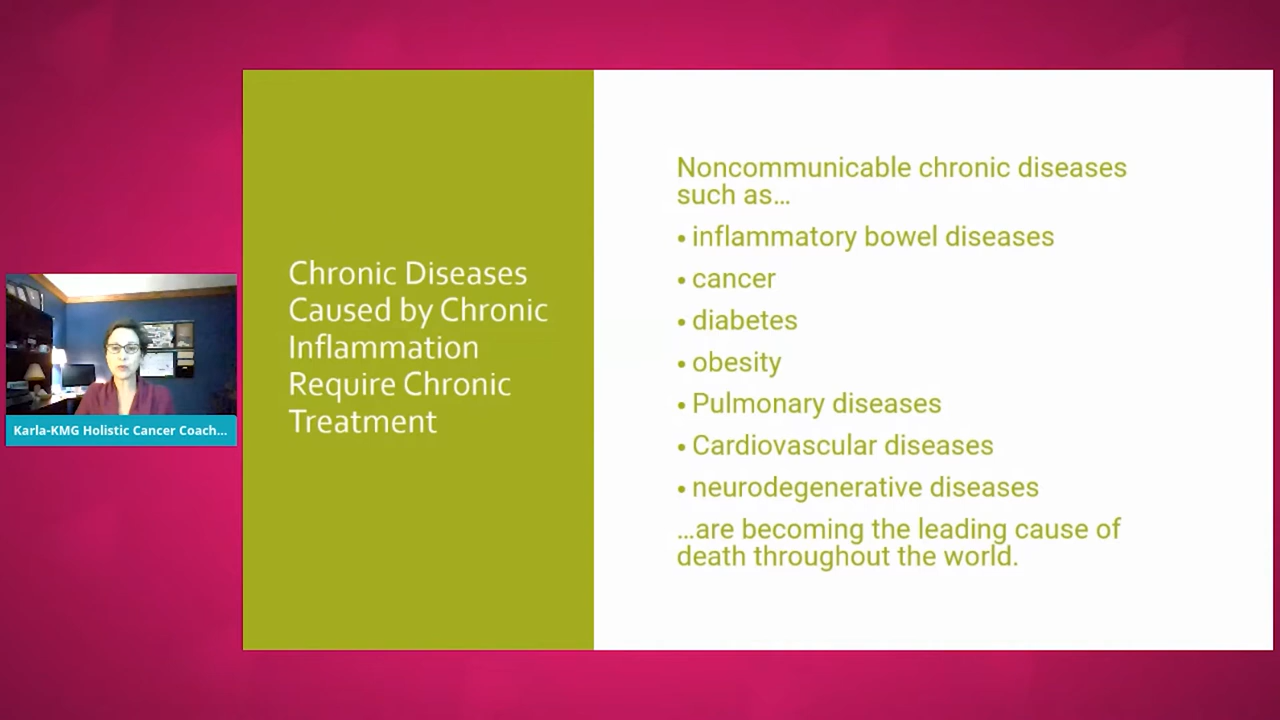 Chronic Diseases
Caused by Chronic
Inflammation
Require Chronic
Treatment
Noncommunicable chronic diseases
such as…
• inflammatory bowel diseases
• cancer
• diabetes
• obesity
• Pulmonary diseases
• Cardiovascular diseases
• neurodegenerative diseases
…are becoming the leading cause of
death throughout the world.
Karla-KMG Holistic Cancer Coach...